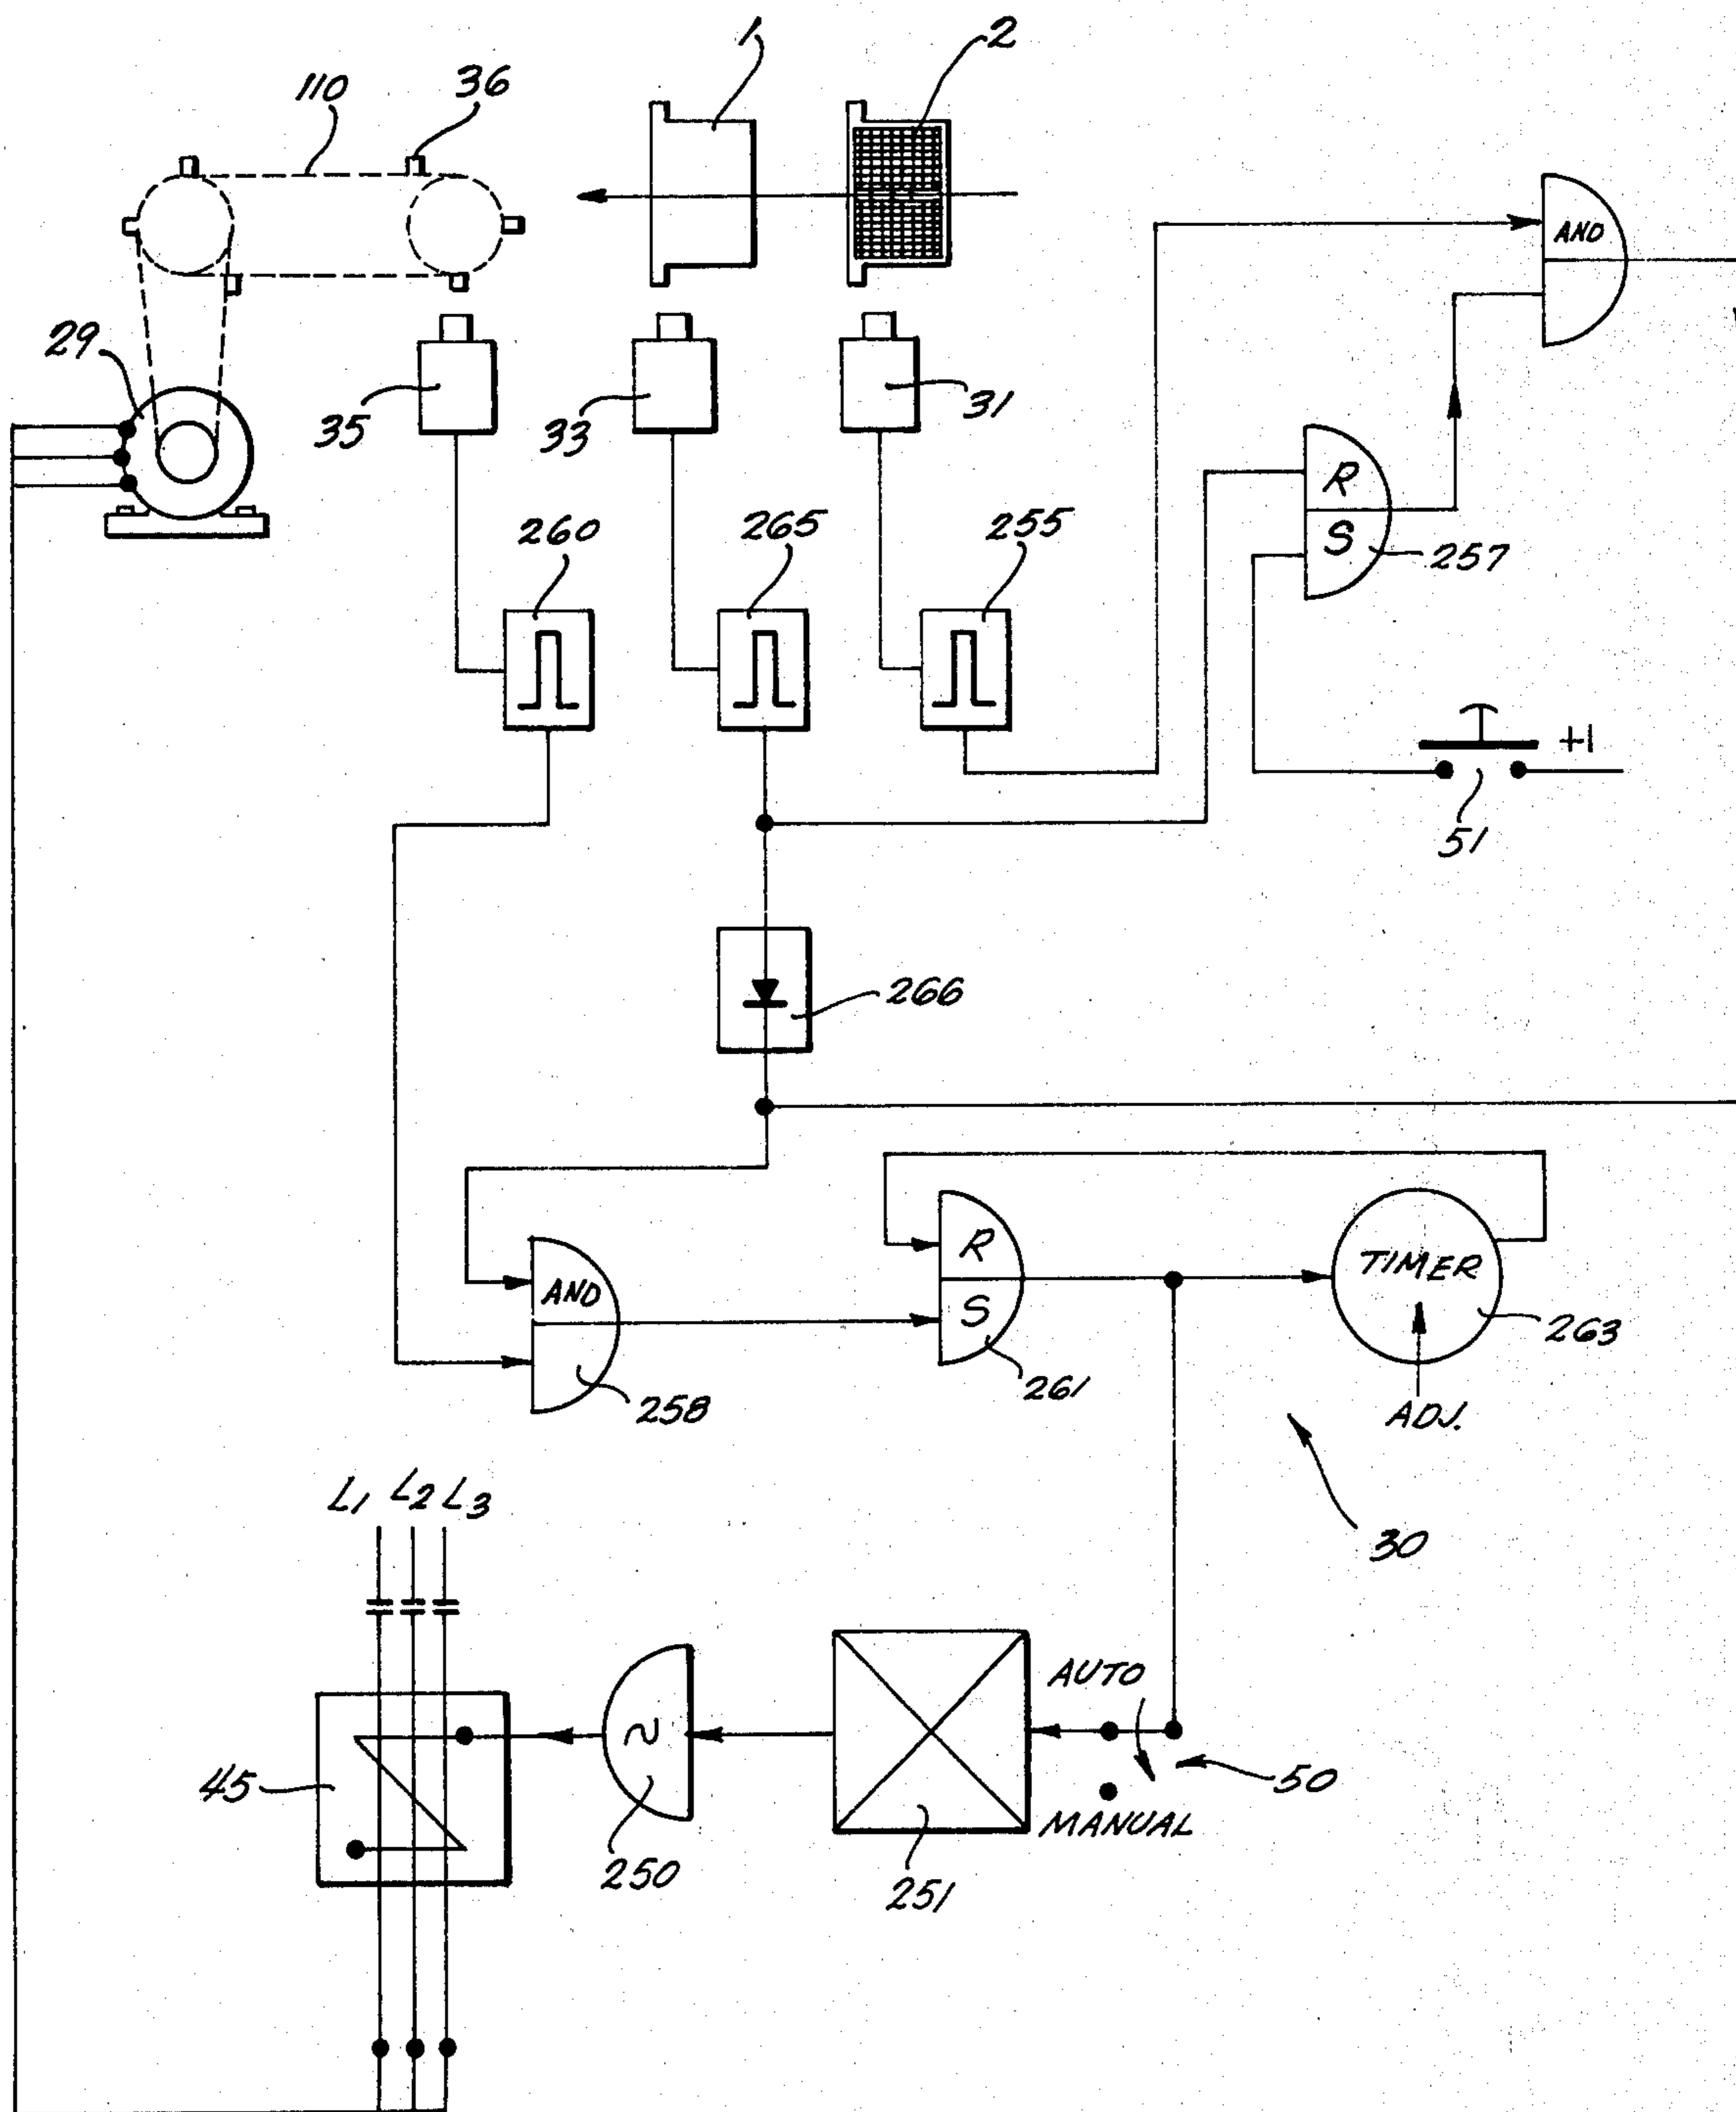 1
2
110
36
AND
29
35
33
31
R
S
257
260
265
255
+1
51
266
R
S
TIMER
AND
263
261
258
ADJ.
L1 L2 L3
30
AUTO
~
45
50
MANUAL
250
251